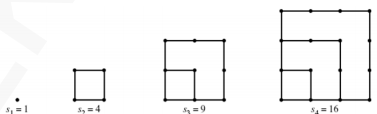 s₁ = 1 s₂ = 4 s₃ = 9 s₄ = 16